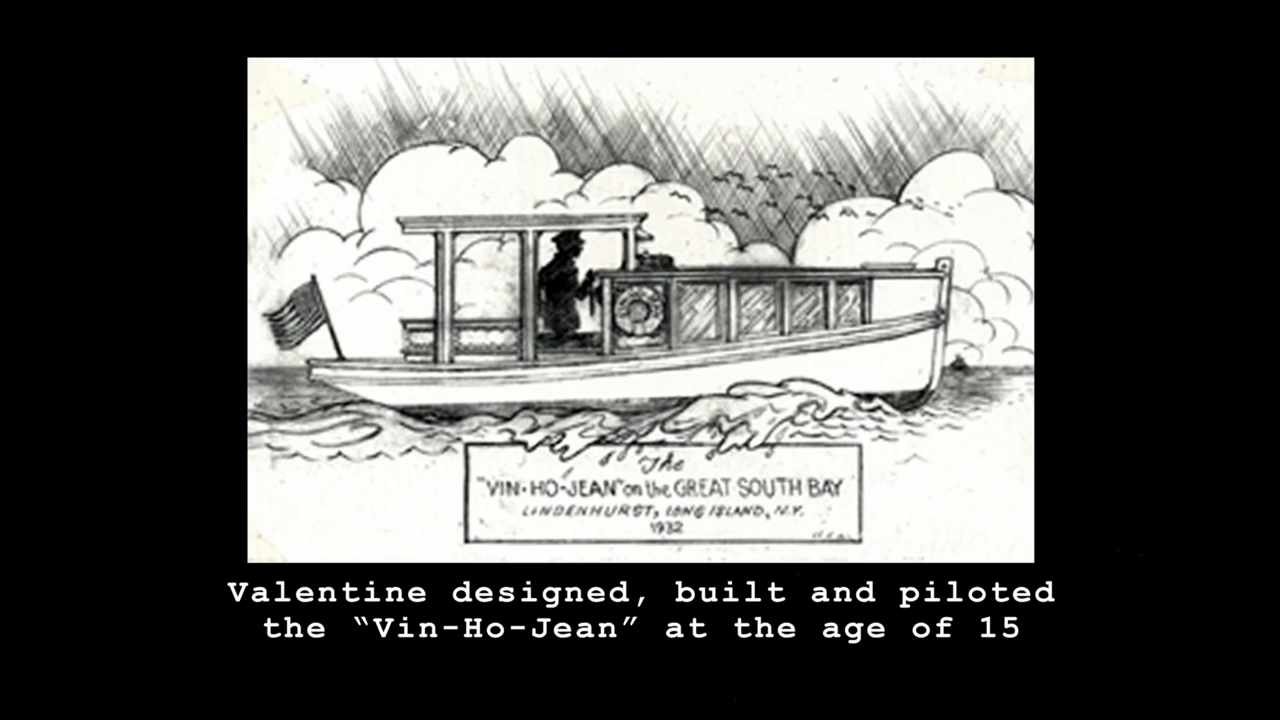 The
"VIN-HO-JEAN" on the GREAT SOUTH BAY
LINDENHURST, LONG ISLAND, N.Y.
1932
Valentine designed, built and piloted
the “Vin-Ho-Jean” at the age of 15